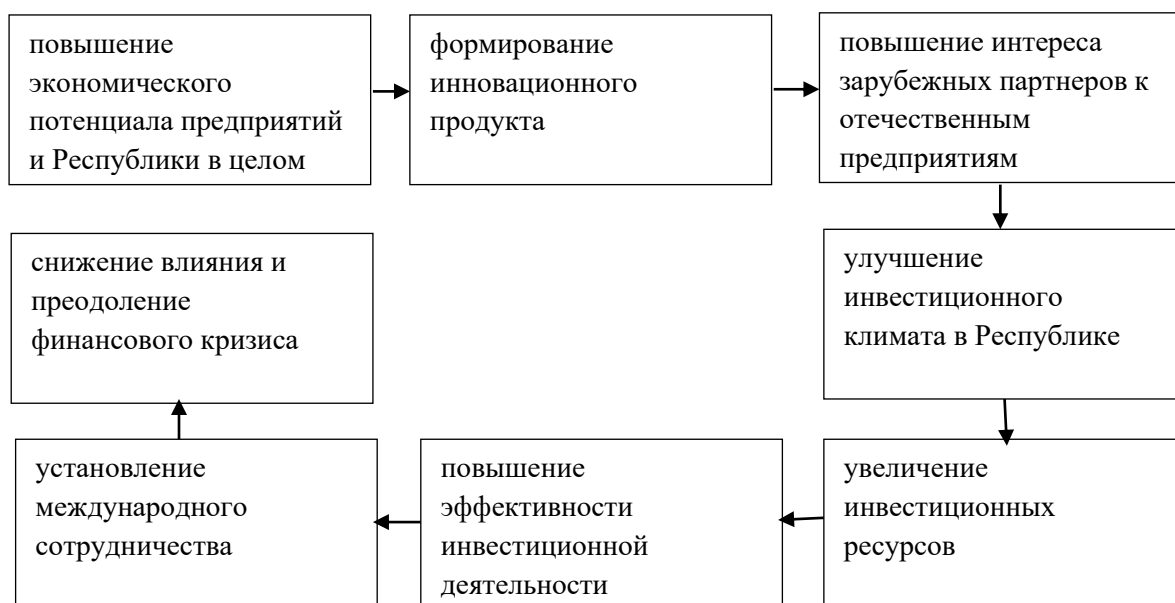 повышение
экономического
потенциала предприятий
и Республики в целом
формирование
инновационного
продукта
повышение интереса
зарубежных партнеров к
отечественным
предприятиям
улучшение
инвестиционного
климата в Республике
увеличение
инвестиционных
ресурсов
повышение
эффективности
инвестиционной
деятельности
установление
международного
сотрудничества
снижение влияния и
преодоление
финансового кризиса